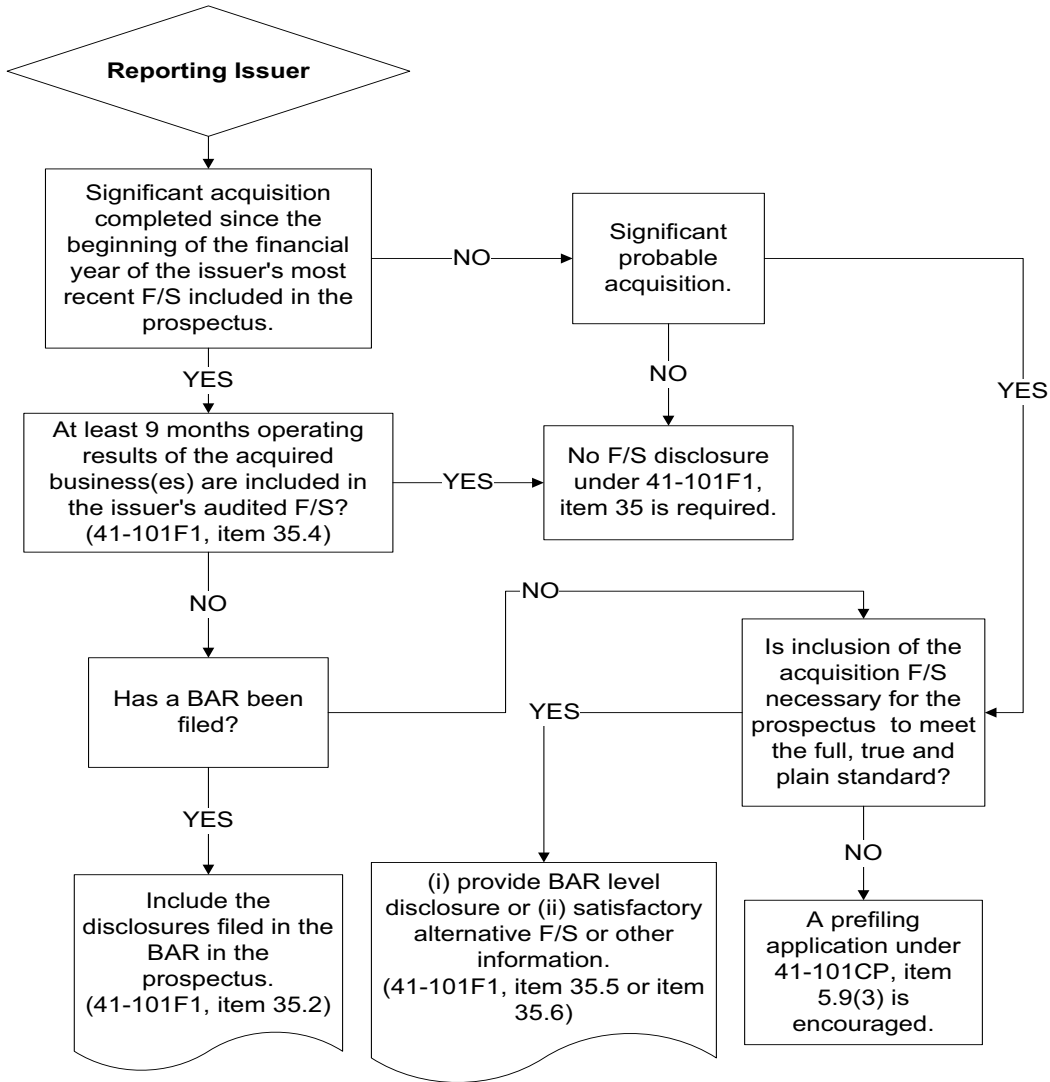 Reporting Issuer
Significant acquisition
completed since the
beginning of the financial
year of the issuer's most
recent F/S included in the
prospectus.
NO
Significant
probable
acquisition.
YES
NO
YES
At least 9 months operating
results of the acquired
business(es) are included in
the issuer's audited F/S?
(41-101F1, item 35.4)
YES
No F/S disclosure
under 41-101F1,
item 35 is required.
NO
NO
Has a BAR been
filed?
Is inclusion of the
acquisition F/S
necessary for the
prospectus to meet
the full, true and
plain standard?
YES
YES
NO
Include the
disclosures filed in the
BAR in the
prospectus.
(41-101F1, item 35.2)
(i) provide BAR level
disclosure or (ii) satisfactory
alternative F/S or other
information.
(41-101F1, item 35.5 or item
35.6)
A prefiling
application under
41-101CP, item
5.9(3) is
encouraged.